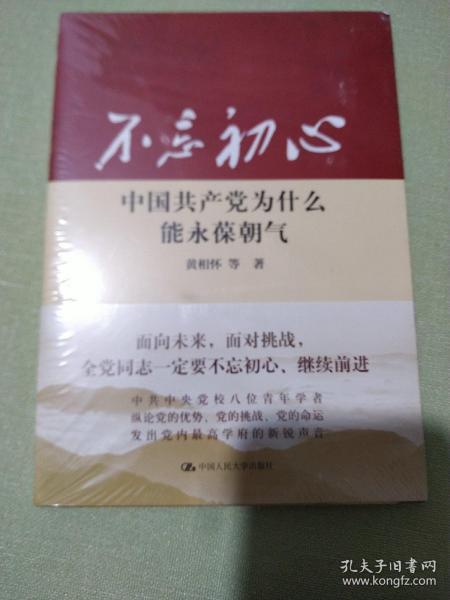 不忘初心
中国共产党为什么
能永葆朝气
黄相怀 等 著
面向未来，面对挑战，
全党同志一定要不忘初心、继续前进
中共中央党校八位青年学者
纵论党的优势、党的挑战、党的命运
发出党内最高学府的新锐声音
中国人民大学出版社
孔夫子旧书网
www.kongfz.com